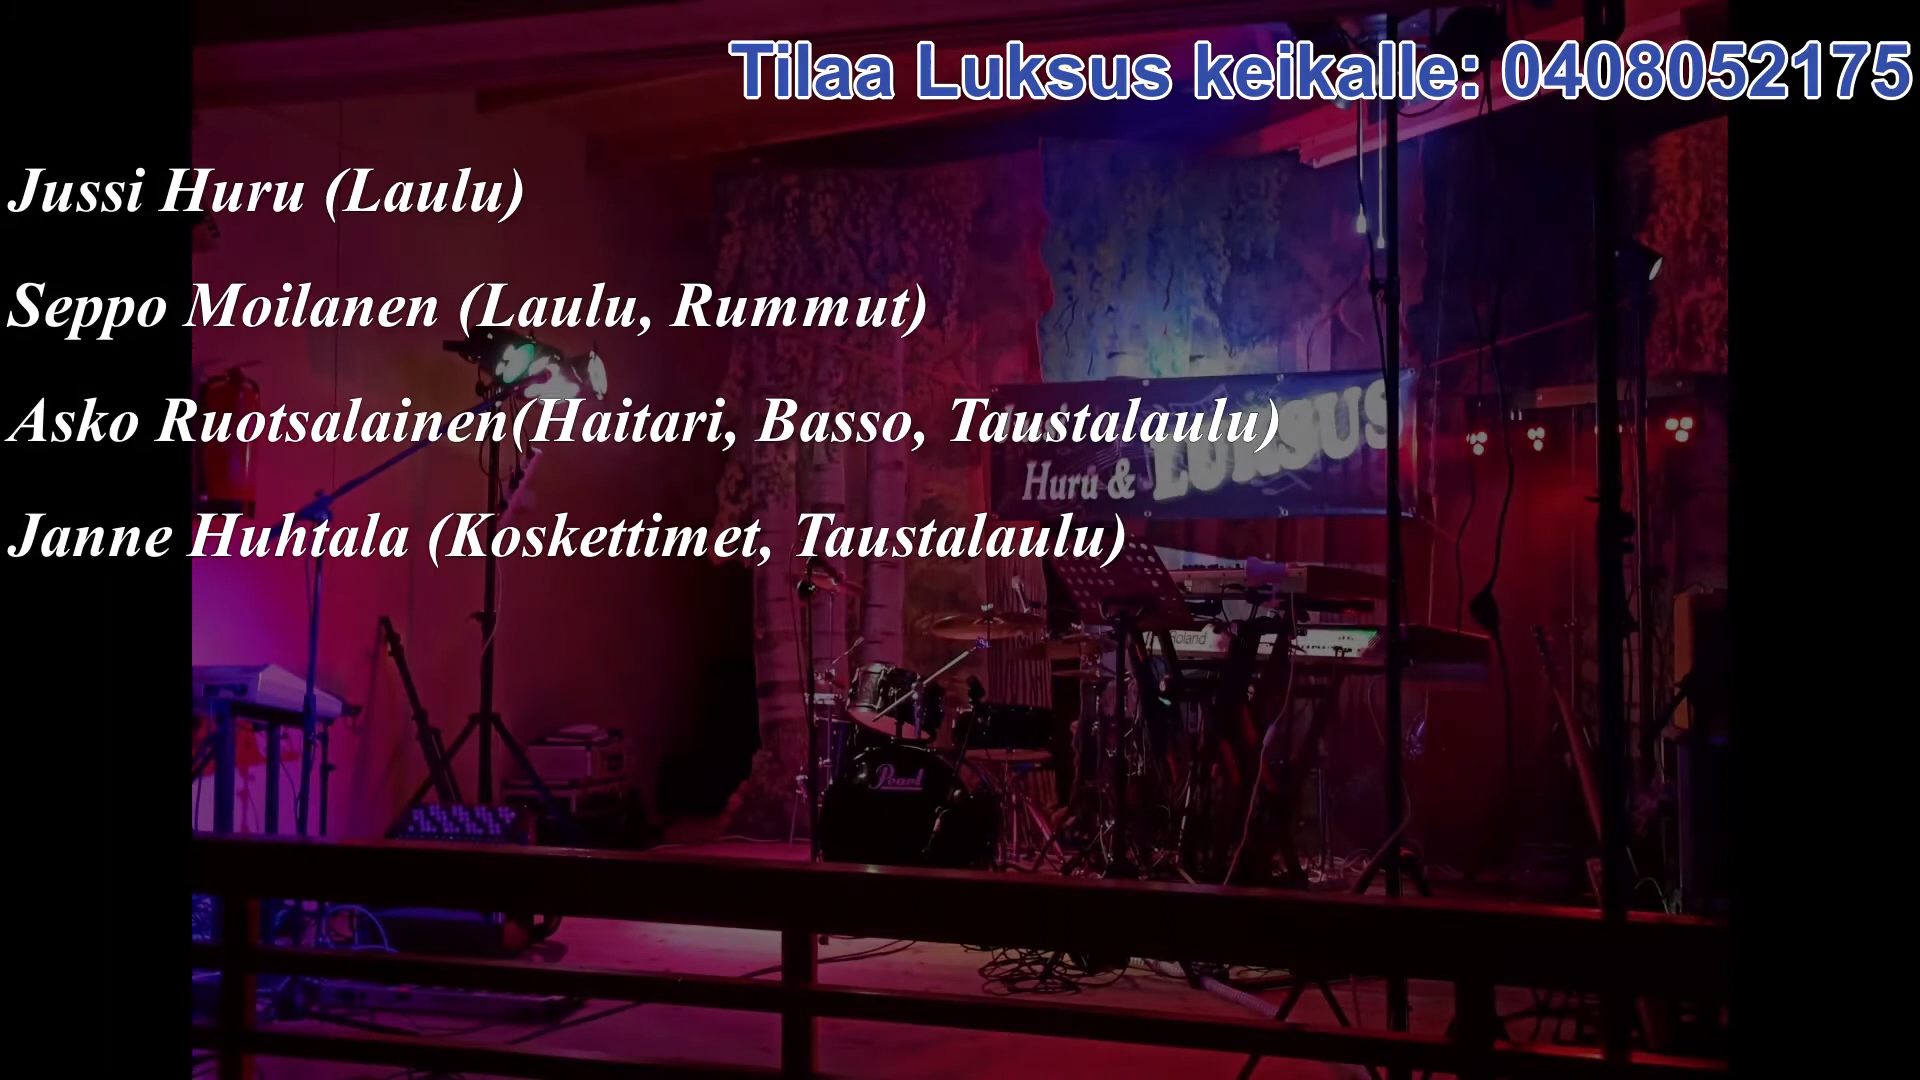 Tilaa Luksus keikalle: 0408052175
Jussi Huru (Laulu)
Seppo Moilanen (Laulu, Rummut)
Asko Ruotsalainen(Haitari, Basso, Taustalaulu)
Janne Huhtala (Koskettimet, Taustalaulu)
Huru & LUKSUS
Roland
Pearl